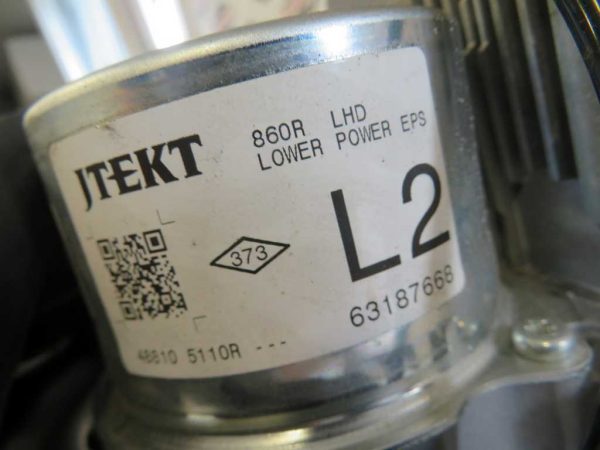 860R LHD
LOWER POWER EPS
JTEKT
L2
373
63187668
48810 5110R ---